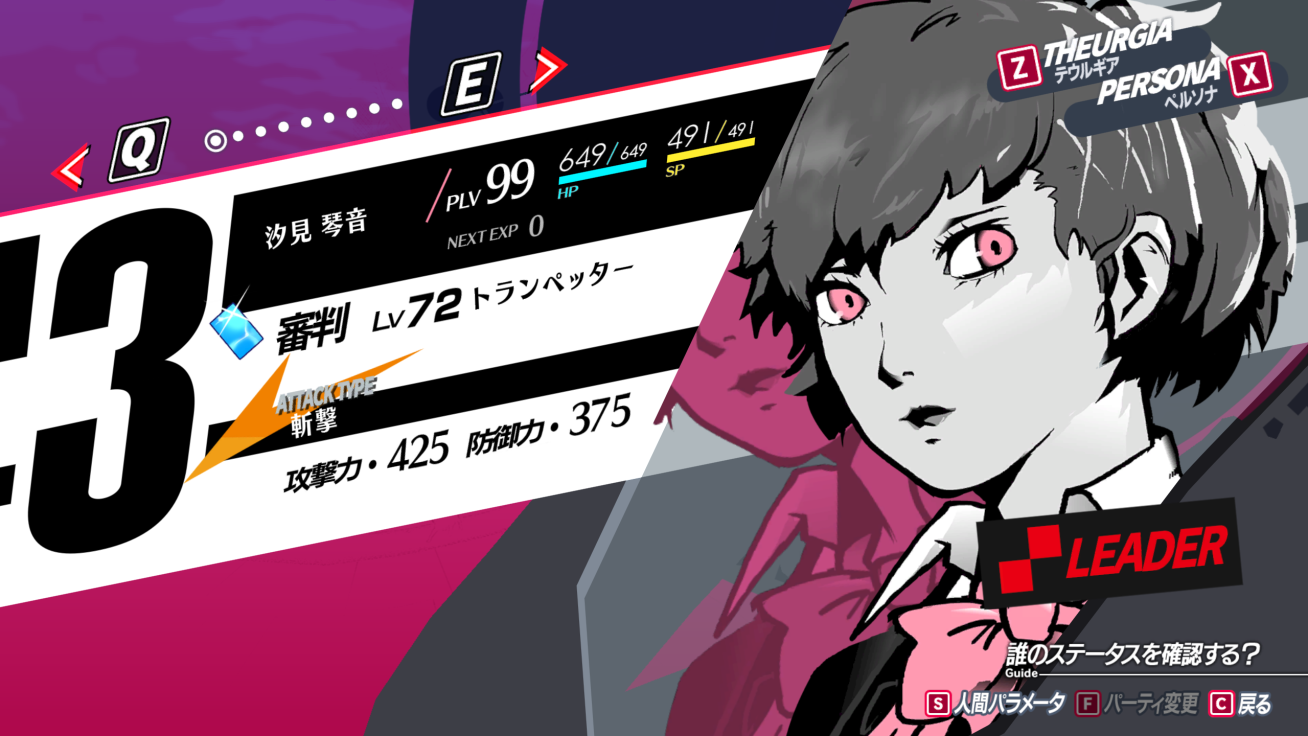 Q
E
Z THEURGIA
テウルギア
PERSONA X
ペルソナ
3
汐見 琴音
PLV 99
649/649
HP
491/491
SP
NEXT EXP 0
審判 Lv72 トランペッター
ATTACK TYPE
斬撃
攻撃力・425 防御力・375
LEADER
誰のステータスを確認する?
Guide
S 人間パラメータ F パーティ変更 C 戻る